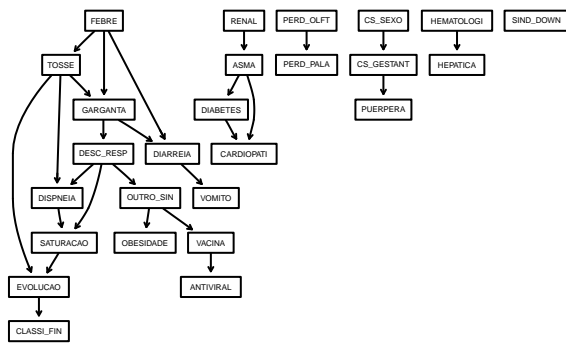 FEBRE
RENAL
PERD_OLFT
CS_SEXO
HEMATOLOGI
SIND_DOWN
TOSSE
ASMA
PERD_PALA
CS_GESTANT
HEPATICA
GARGANTA
DIABETES
PUERPERA
DESC_RESP
DIARREIA
CARDIOPATI
DISPNEIA
OUTRO_SIN
VOMITO
SATURACAO
OBESIDADE
VACINA
EVOLUCAO
ANTIVIRAL
CLASSI_FIN